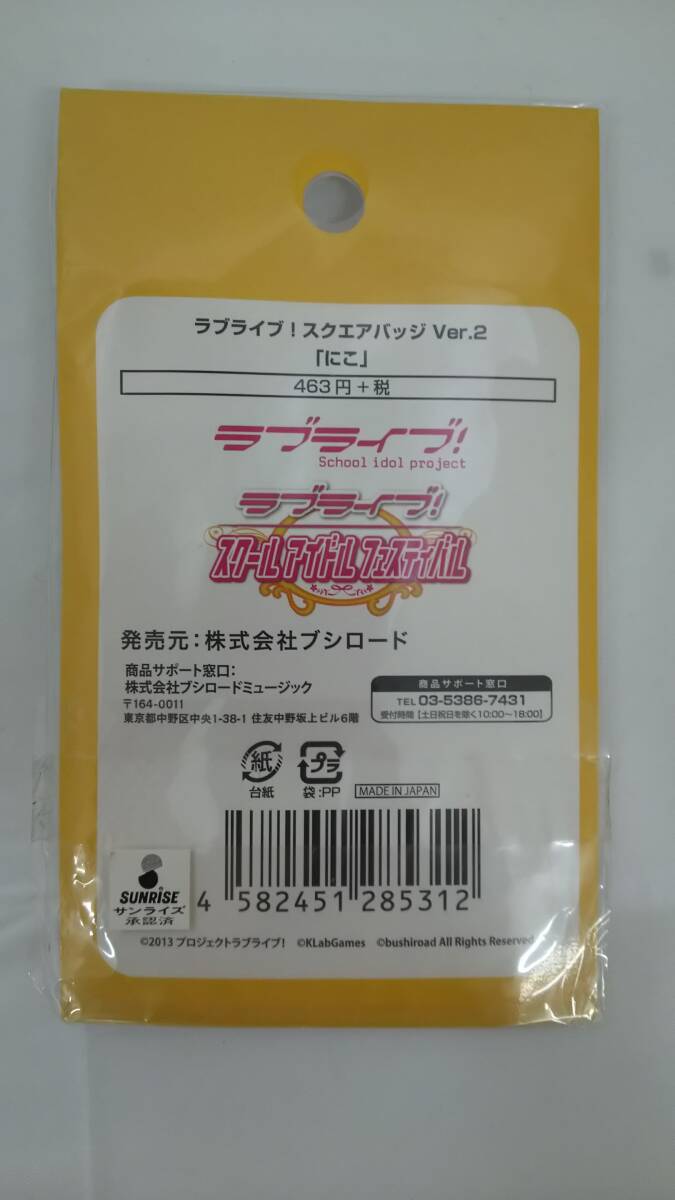 ラブライブ！スクエアバッジ Ver.2
「にこ」
463円＋税
ラブライブ！
School idol project
ラブライブ！
スクールアイドルフェスティバル
発売元：株式会社ブシロード
商品サポート窓口：
株式会社ブシロードミュージック
〒164-0011
東京都中野区中央1-38-1 住友中野坂上ビル6階
商品サポート窓口
TEL 03-5386-7431
受付時間【土日祝日を除く10:00～18:00】
紙
台紙
プラ
袋：PP
MADE IN JAPAN
SUNRISE
サンライズ
承認済
4 582451 285312
©2013 プロジェクトラブライブ！ ©KLabGames ©bushiroad All Rights Reserved